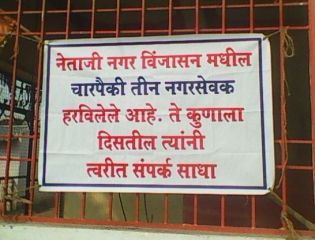 नेताजी नगर विंजासन मधील
चारपैकी तीन नगरसेवक
हरविलेले आहे. ते कुणाला
दिसतील त्यांनी
त्वरीत संपर्क साधा